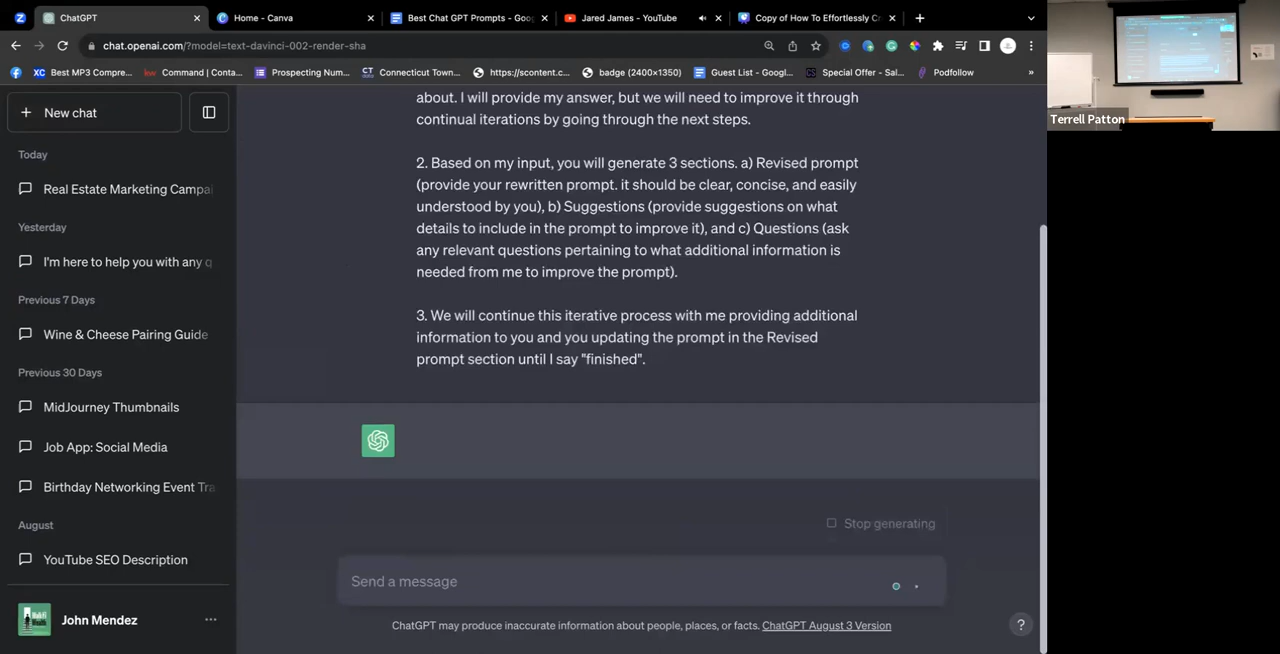 ChatGPT
Home - Canva
Best Chat GPT Prompts - Goo
Jared James - YouTube
Copy of How To Effortlessly C
chat.openai.com/?model=text-davinci-002-render-sha
XC Best MP3 Compre...
kw Command | Conta...
Prospecting Num...
CT Connecticut Town...
https://scontent.c...
badge (2400×1350)
Guest List - Googl...
CS Special Offer - Sal...
Podfollow
»
New chat
Today
Real Estate Marketing Campai
Yesterday
I'm here to help you with any q
Previous 7 Days
Wine & Cheese Pairing Guide
Previous 30 Days
MidJourney Thumbnails
Job App: Social Media
Birthday Networking Event Tra
August
YouTube SEO Description
John Mendez
about. I will provide my answer, but we will need to improve it through
continual iterations by going through the next steps.
2. Based on my input, you will generate 3 sections. a) Revised prompt
(provide your rewritten prompt. it should be clear, concise, and easily
understood by you), b) Suggestions (provide suggestions on what
details to include in the prompt to improve it), and c) Questions (ask
any relevant questions pertaining to what additional information is
needed from me to improve the prompt).
3. We will continue this iterative process with me providing additional
information to you and you updating the prompt in the Revised
prompt section until I say "finished".
Stop generating
Send a message
ChatGPT may produce inaccurate information about people, places, or facts. ChatGPT August 3 Version
?
Terrell Patton